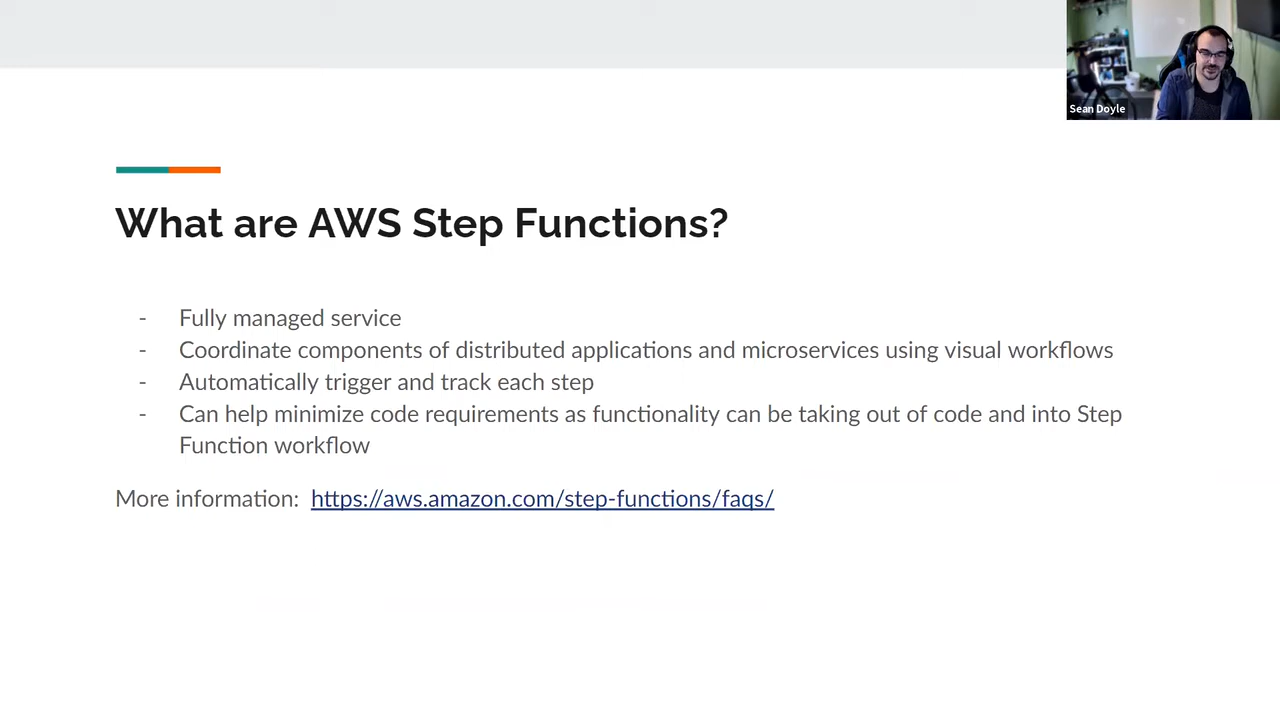 Sean Doyle
What are AWS Step Functions?
- Fully managed service
- Coordinate components of distributed applications and microservices using visual workflows
- Automatically trigger and track each step
- Can help minimize code requirements as functionality can be taking out of code and into Step
Function workflow
More information: https://aws.amazon.com/step-functions/faqs/